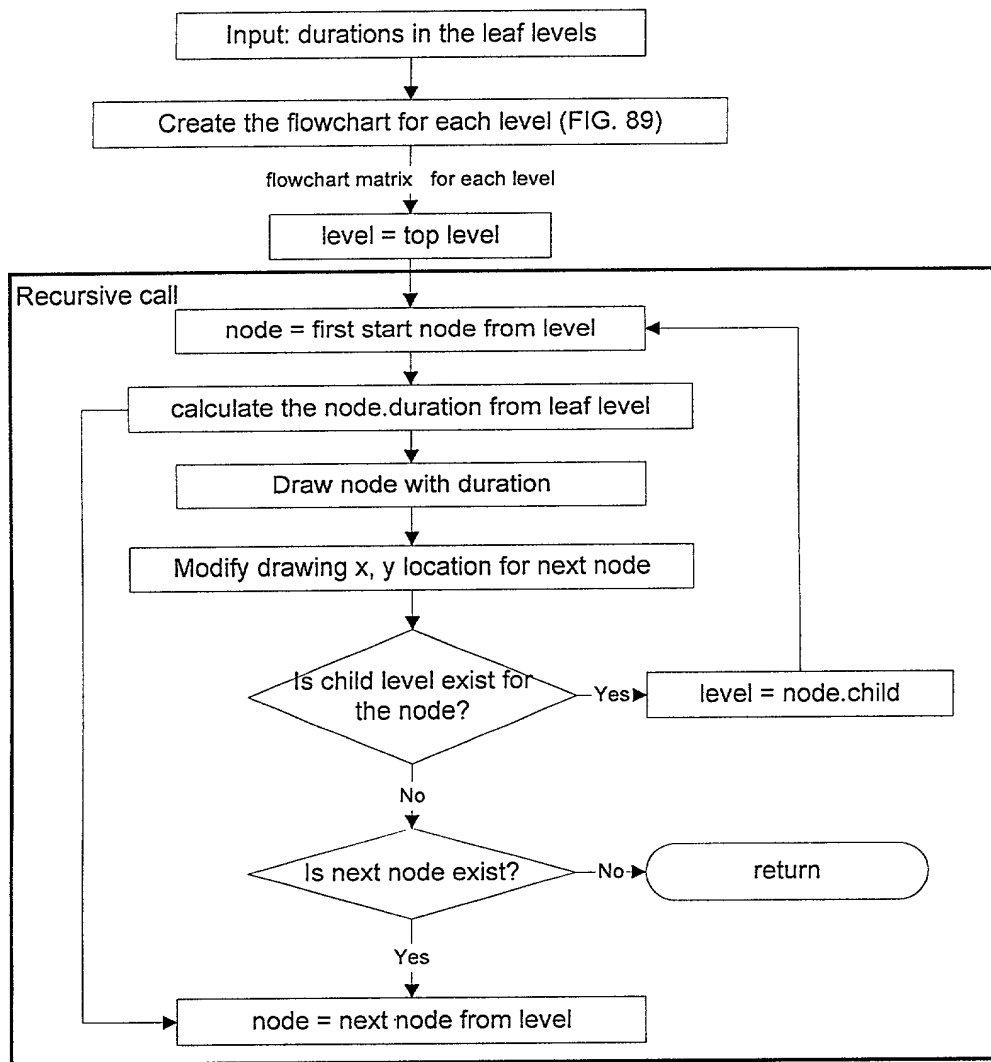 Input: durations in the leaf levels
Create the flowchart for each level (FIG. 89)
flowchart matrix for each level
level = top level
Recursive call
node = first start node from level
calculate the node.duration from leaf level
Draw node with duration
Modify drawing x, y location for next node
Is child level exist for
the node?
Yes
level = node.child
No
Is next node exist?
No
return
Yes
node = next node from level